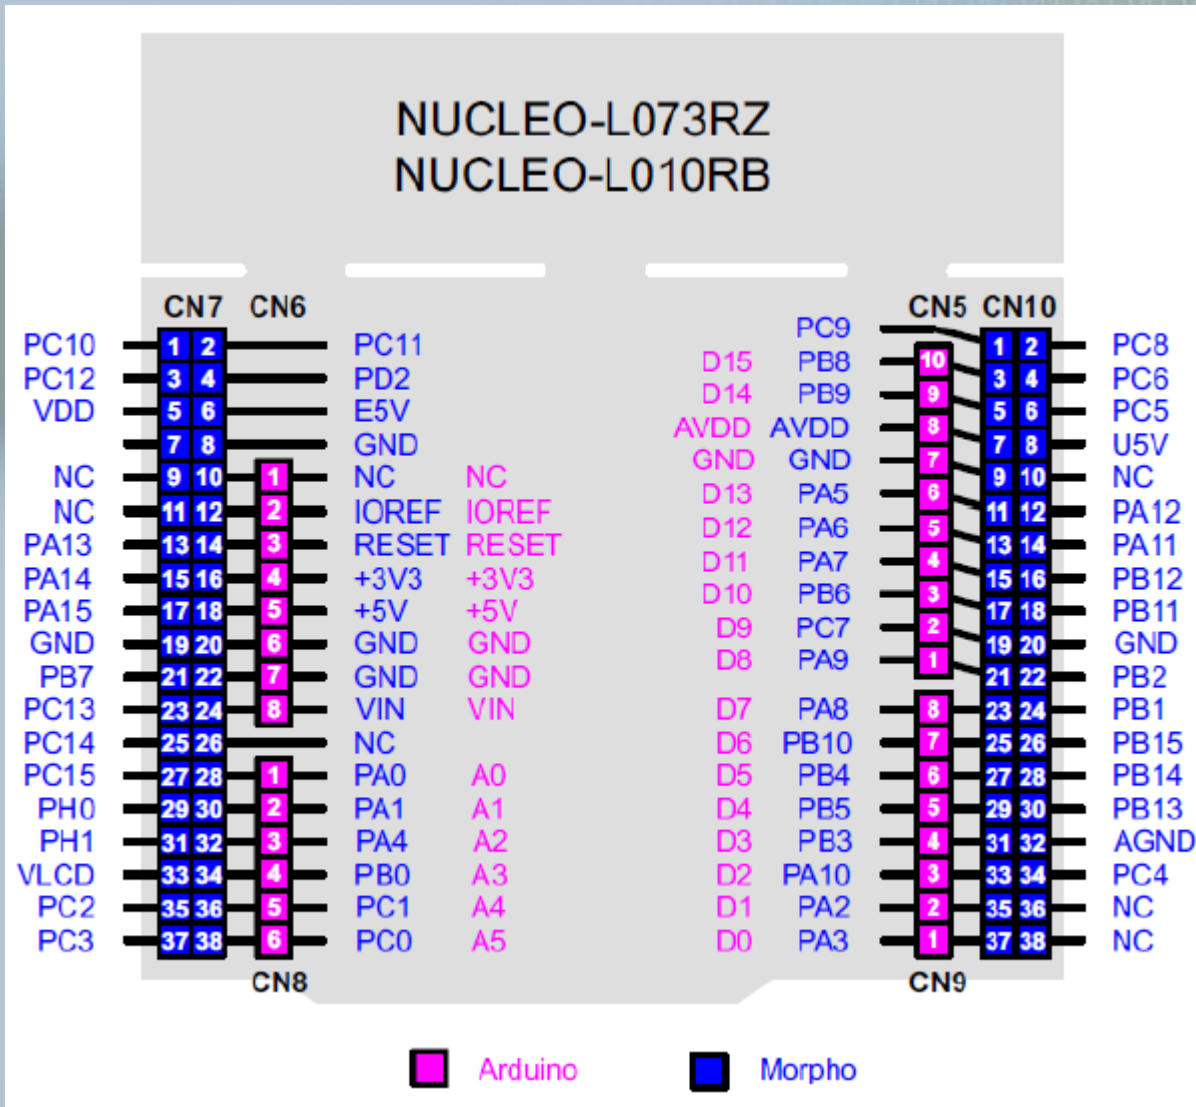 NUCLEO-L073RZ
NUCLEO-L010RB
CN7 CN6 CN5 CN10
PC9
PC10 1 2 PC11 1 2 PC8
D15 PB8 10
PC12 3 4 PD2 3 4 PC6
D14 PB9 9
VDD 5 6 E5V 5 6 PC5
AVDD AVDD 8
7 8 GND 7 8 U5V
GND GND 7
NC 9 10 1 NC NC 9 10 NC
D13 PA5 6
NC 11 12 2 IOREF IOREF 11 12 PA12
D12 PA6 5
PA13 13 14 3 RESET RESET 13 14 PA11
D11 PA7 4
PA14 15 16 4 +3V3 +3V3 15 16 PB12
D10 PB6 3
PA15 17 18 5 +5V +5V 17 18 PB11
D9 PC7 2
GND 19 20 6 GND GND 19 20 GND
D8 PA9 1
PB7 21 22 7 GND GND 21 22 PB2
PC13 23 24 8 VIN VIN D7 PA8 8 23 24 PB1
PC14 25 26 NC D6 PB10 7 25 26 PB15
PC15 27 28 1 PA0 A0 D5 PB4 6 27 28 PB14
PH0 29 30 2 PA1 A1 D4 PB5 5 29 30 PB13
PH1 31 32 3 PA4 A2 D3 PB3 4 31 32 AGND
VLCD 33 34 4 PB0 A3 D2 PA10 3 33 34 PC4
PC2 35 36 5 PC1 A4 D1 PA2 2 35 36 NC
PC3 37 38 6 PC0 A5 D0 PA3 1 37 38 NC
CN8 CN9
Arduino Morpho